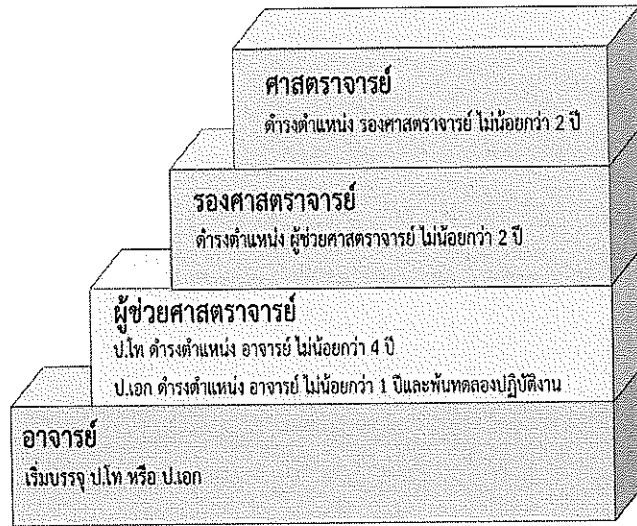 ศาสตราจารย์
ดำรงตำแหน่ง รองศาสตราจารย์ ไม่น้อยกว่า 2 ปี
รองศาสตราจารย์
ดำรงตำแหน่ง ผู้ช่วยศาสตราจารย์ ไม่น้อยกว่า 2 ปี
ผู้ช่วยศาสตราจารย์
ป.โท ดำรงตำแหน่ง อาจารย์ ไม่น้อยกว่า 4 ปี
ป.เอก ดำรงตำแหน่ง อาจารย์ ไม่น้อยกว่า 1 ปีและพ้นทดลองปฏิบัติงาน
อาจารย์
เริ่มบรรจุ ป.โท หรือ ป.เอก